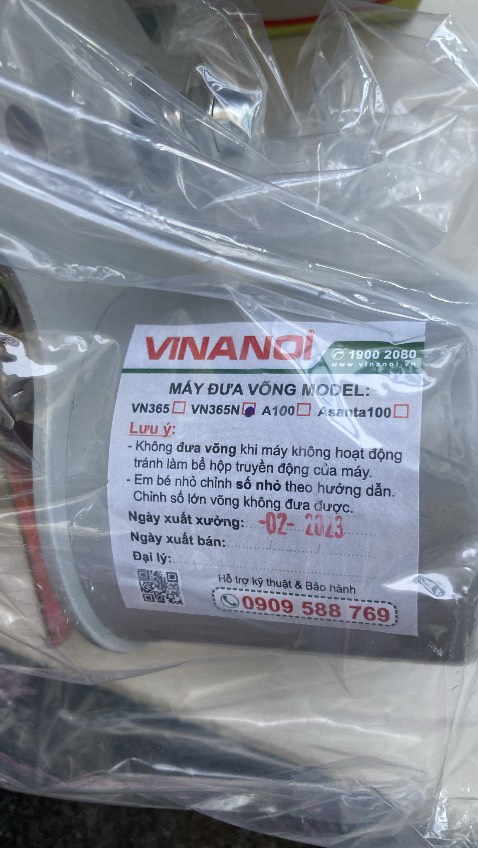 VINANOÌ
1900 2080
www.vinanoi.vn
MÁY ĐƯA VÕNG MODEL:
VN365 VN365N A100 Asanta100
Lưu ý:
- Không đưa võng khi máy không hoạt động
tránh làm bể hộp truyền động của máy.
- Em bé nhỏ chỉnh số nhỏ theo hướng dẫn.
Chỉnh số lớn võng không đưa được.
Ngày xuất xưởng: -02- 2023
Ngày xuất bán:
Đại lý:
Hỗ trợ kỹ thuật & Bảo hành
0909 588 769